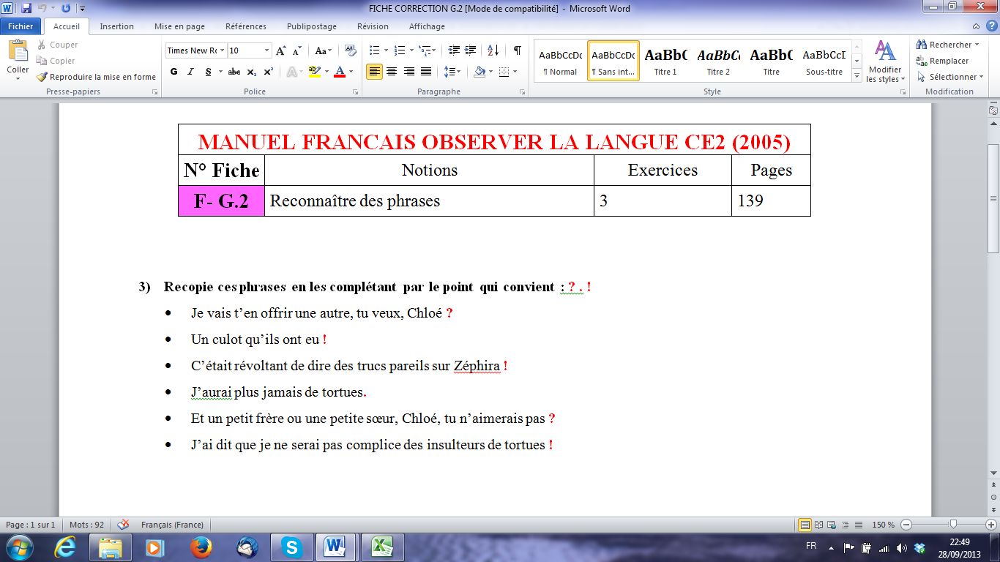 FICHE CORRECTION G.2 [Mode de compatibilité] - Microsoft Word
Fichier Accueil Insertion Mise en page Références Publipostage Révision Affichage
Coller
Couper
Copier
Reproduire la mise en forme
Presse-papiers
Times New Ro 10
Police
Paragraphe
AaBbCcDc AaBbCcDc AaBbC AaBbCc AaBbC AaBbCcI
¶ Normal ¶ Sans int... Titre 1 Titre 2 Titre Sous-titre
Style
Modifier
les styles
Rechercher
Remplacer
Sélectionner
Modification
MANUEL FRANCAIS OBSERVER LA LANGUE CE2 (2005)
N° Fiche Notions Exercices Pages
F- G.2 Reconnaître des phrases 3 139
3) Recopie ces phrases en les complétant par le point qui convient : ? . !
• Je vais t’en offrir une autre, tu veux, Chloé ?
• Un culot qu’ils ont eu !
• C’était révoltant de dire des trucs pareils sur Zéphira !
• J’aurai plus jamais de tortues.
• Et un petit frère ou une petite sœur, Chloé, tu n’aimerais pas ?
• J’ai dit que je ne serai pas complice des insulteurs de tortues !
Page : 1 sur 1 Mots : 92 Français (France) 150 %
FR 22:49
28/09/2013